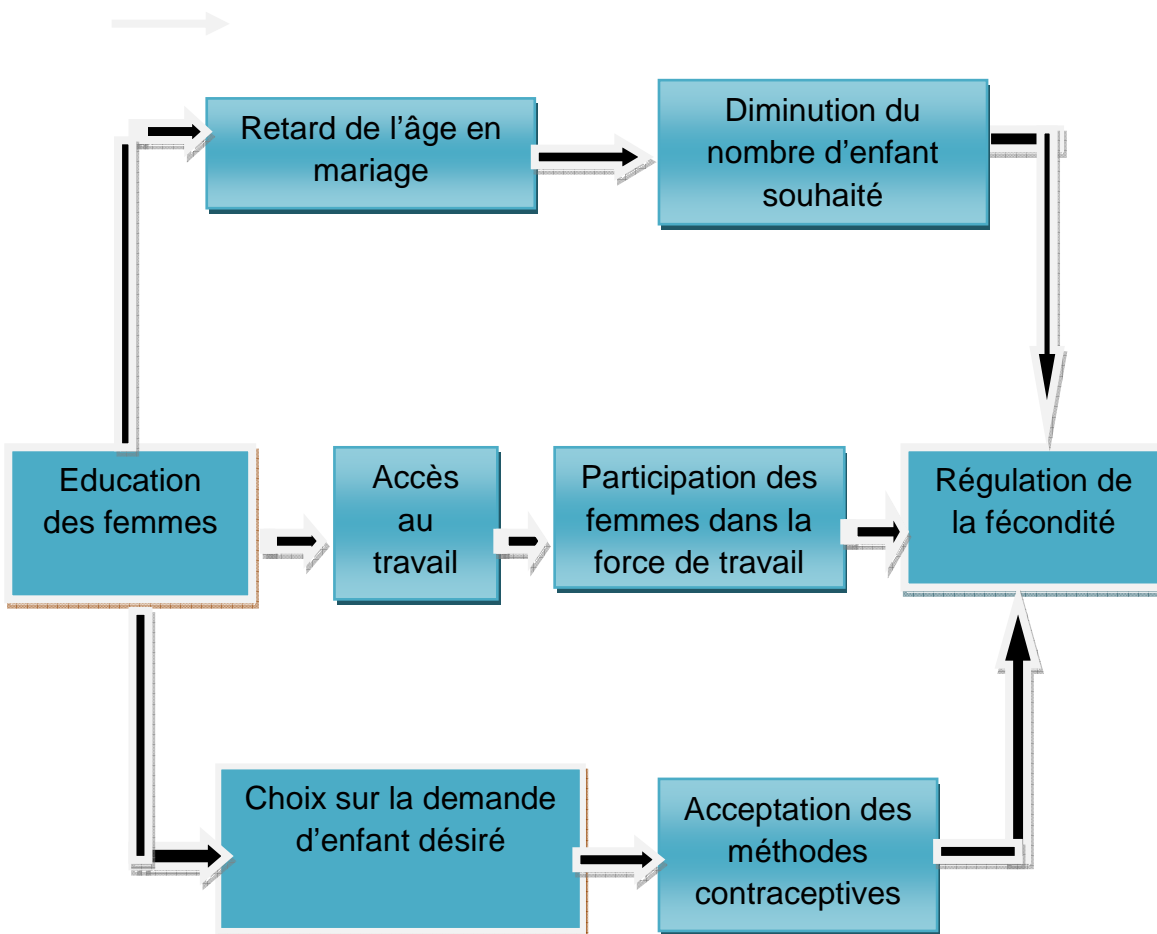 Retard de l’âge en
mariage
Diminution du
nombre d’enfant
souhaité
Education
des femmes
Accès
au
travail
Participation des
femmes dans la
force de travail
Régulation de
la fécondité
Choix sur la demande
d’enfant désiré
Acceptation des
méthodes
contraceptives